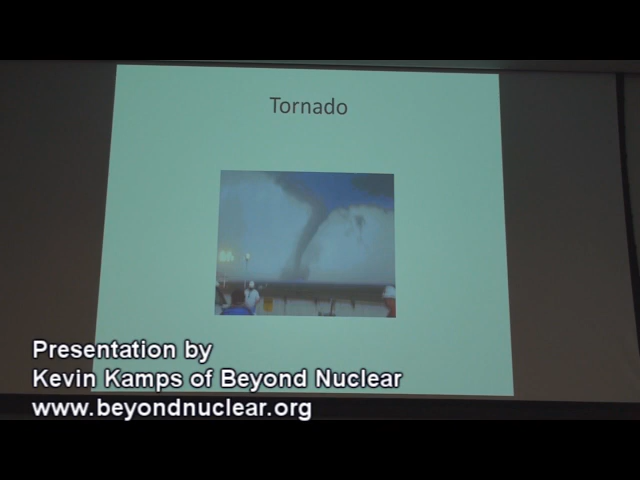 Tornado
Presentation by
Kevin Kamps of Beyond Nuclear
www.beyondnuclear.org